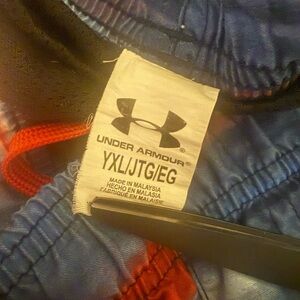 UNDER ARMOUR®
YXL/JTG/EG
MADE IN MALAYSIA
HECHO EN MALASIA
FABRIQUÉ EN MALAISIE